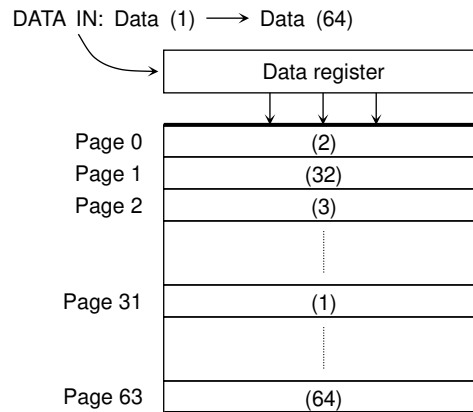 DATA IN: Data (1) → Data (64)
Data register
Page 0 (2)
Page 1 (32)
Page 2 (3)
Page 31 (1)
Page 63 (64)